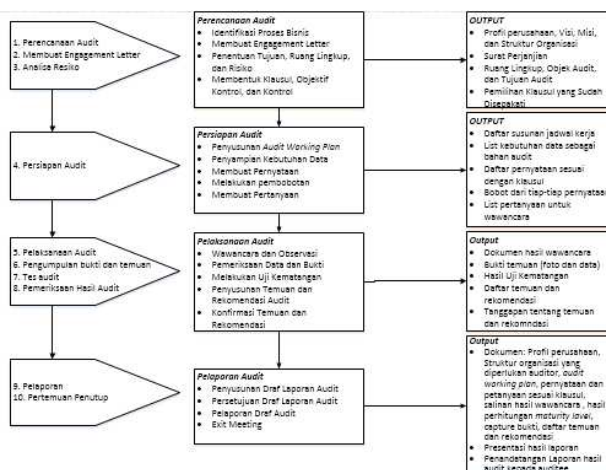 1. Perencanaan Audit
2. Membuat Engagement Letter
3. Analisa Resiko
Perencanaan Audit
• Identifikasi Proses Bisnis
• Membuat Engagement Letter
• Penentuan Tujuan, Ruang Lingkup,
dan Risiko
• Membentuk Klausul, Objektif
Kontrol, dan Kontrol
OUTPUT
• Profil perusahaan, Visi, Misi,
dan Struktur Organisasi
• Surat Perjanjian
• Ruang Lingkup, Objek Audit,
dan Tujuan Audit
• Pemilihan Klausul yang Sudah
Disepakati
4. Persiapan Audit
Persiapan Audit
• Penyusunan Audit Working Plan
• Penyampian Kebutuhan Data
• Membuat Pernyataan
• Melakukan pembobotan
• Membuat Pertanyaan
OUTPUT
• Daftar susunan jadwal kerja
• List kebutuhan data sebagai
bahan audit
• Daftar pernyataan sesuai
dengan klausul
• Bobot dari tiap-tiap pernyataan
• List pertanyaan untuk
wawancara
5. Pelaksanaan Audit
6. Pengumpulan bukti dan temuan
7. Tes audit
8. Pemeriksaan Hasil Audit
Pelaksanaan Audit
• Wawancara dan Observasi
• Pemeriksaan Data dan Bukti
• Melakukan Uji Kematangan
• Penyusunan Temuan dan
Rekomendasi Audit
• Konfirmasi Temuan dan
Rekomendasi
Output
• Dokumen hasil wawancara
• Bukti temuan (foto dan data)
• Hasil Uji Kematangan
• Daftar temuan dan
rekomendasi
• Tanggapan tentang temuan
dan rekomndasi
9. Pelaporan
10. Pertemuan Penutup
Pelaporan Audit
• Penyusunan Draf Laporan Audit
• Persetujuan Draf Laporan Audit
• Pelaporan Draf Audit
• Exit Meeting
Output
• Dokumen: Profil perusahaan,
Struktur organisasi yang
diperlukan auditor, audit
working plan, pernyataan dan
petanyaan sesuai klausul,
salinan hasil wawancara , hasil
perhitungan maturity level,
capture bukti, daftar temuan
dan rekomendasi
• Presentasi hasil laporan
• Penandatangan Laporan hasil
audit kepada auditee